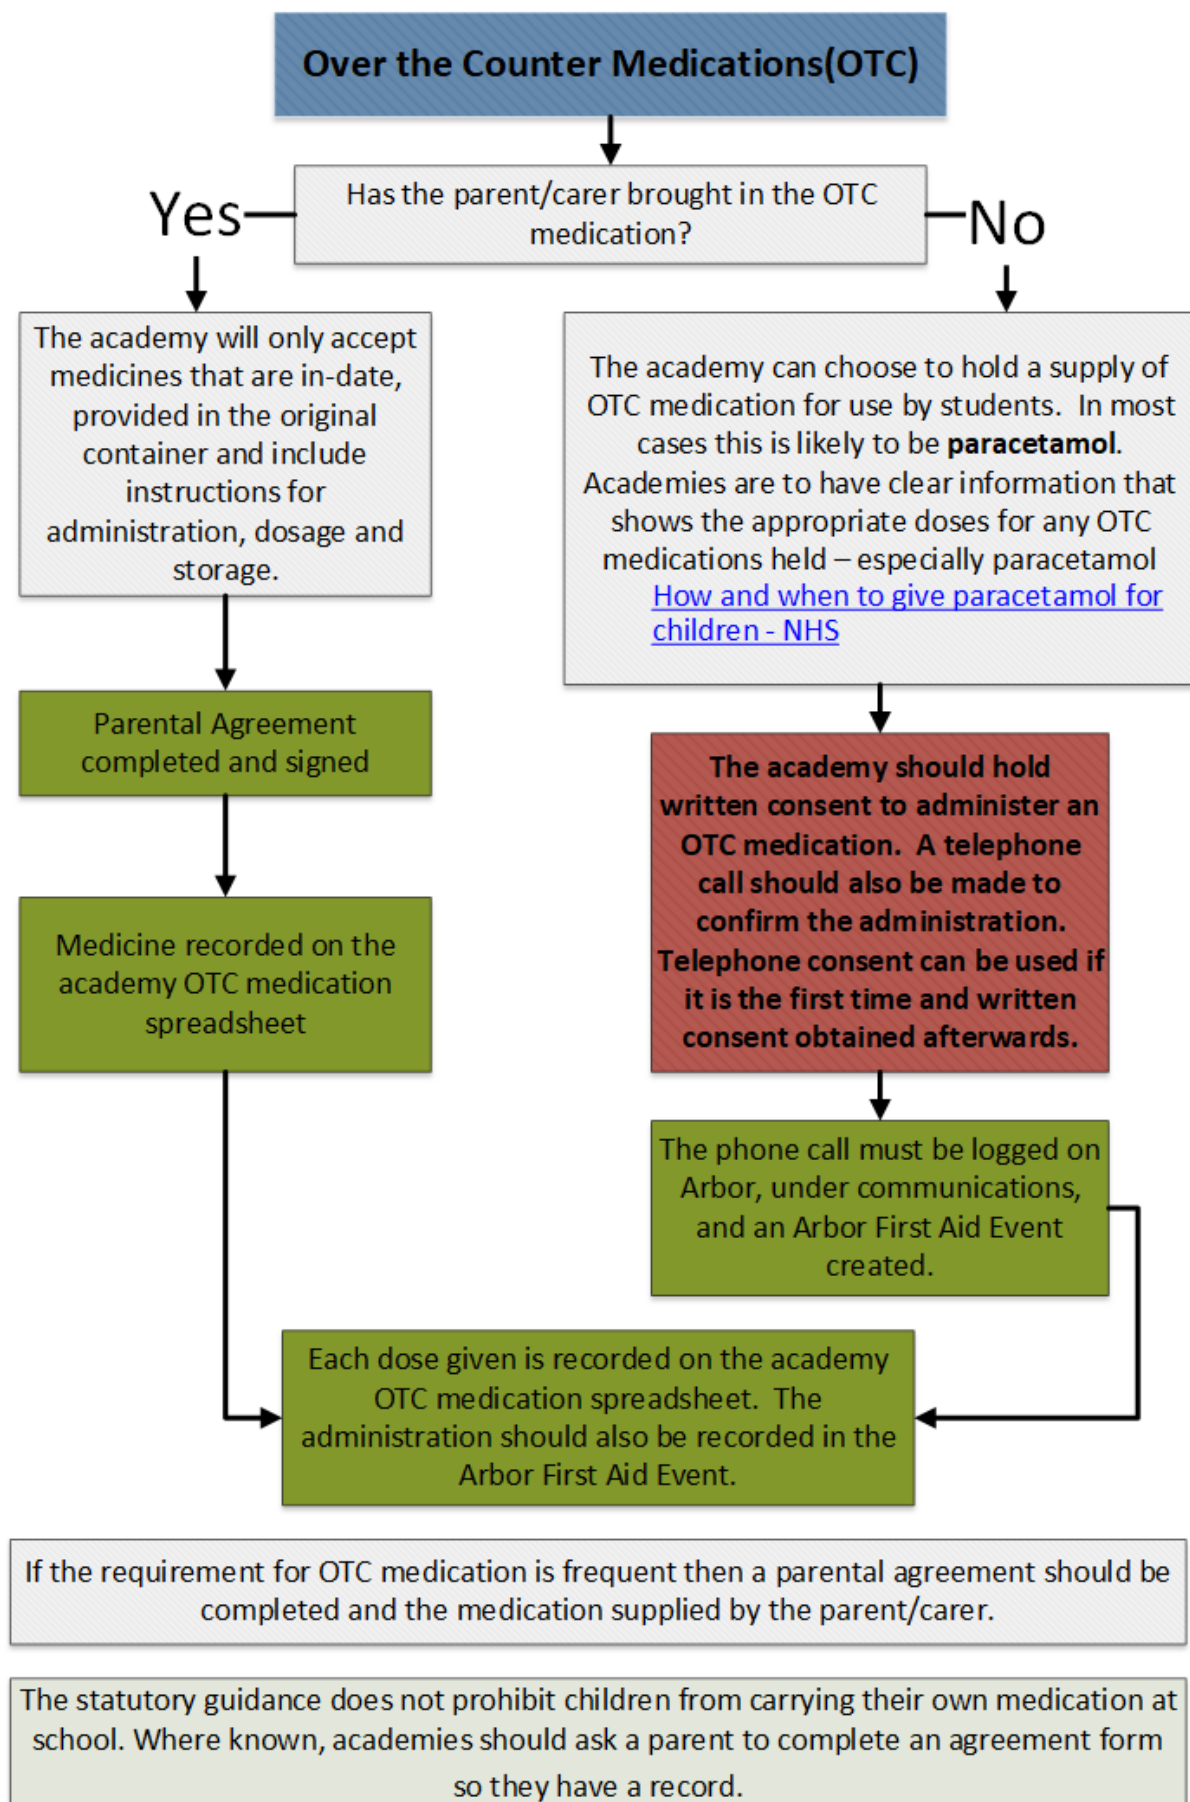 Over the Counter Medications(OTC)
Has the parent/carer brought in the OTC
medication?
Yes
No
The academy will only accept
medicines that are in-date,
provided in the original
container and include
instructions for
administration, dosage and
storage.
Parental Agreement
completed and signed
Medicine recorded on the
academy OTC medication
spreadsheet
The academy can choose to hold a supply of
OTC medication for use by students.  In most
cases this is likely to be paracetamol.
Academies are to have clear information that
shows the appropriate doses for any OTC
medications held – especially paracetamol
How and when to give paracetamol for
children - NHS
The academy should hold
written consent to administer an
OTC medication.  A telephone
call should also be made to
confirm the administration.
Telephone consent can be used if
it is the first time and written
consent obtained afterwards.
The phone call must be logged on
Arbor, under communications,
and an Arbor First Aid Event
created.
Each dose given is recorded on the academy
OTC medication spreadsheet.  The
administration should also be recorded in the
Arbor First Aid Event.
If the requirement for OTC medication is frequent then a parental agreement should be
completed and the medication supplied by the parent/carer.
The statutory guidance does not prohibit children from carrying their own medication at
school. Where known, academies should ask a parent to complete an agreement form
so they have a record.